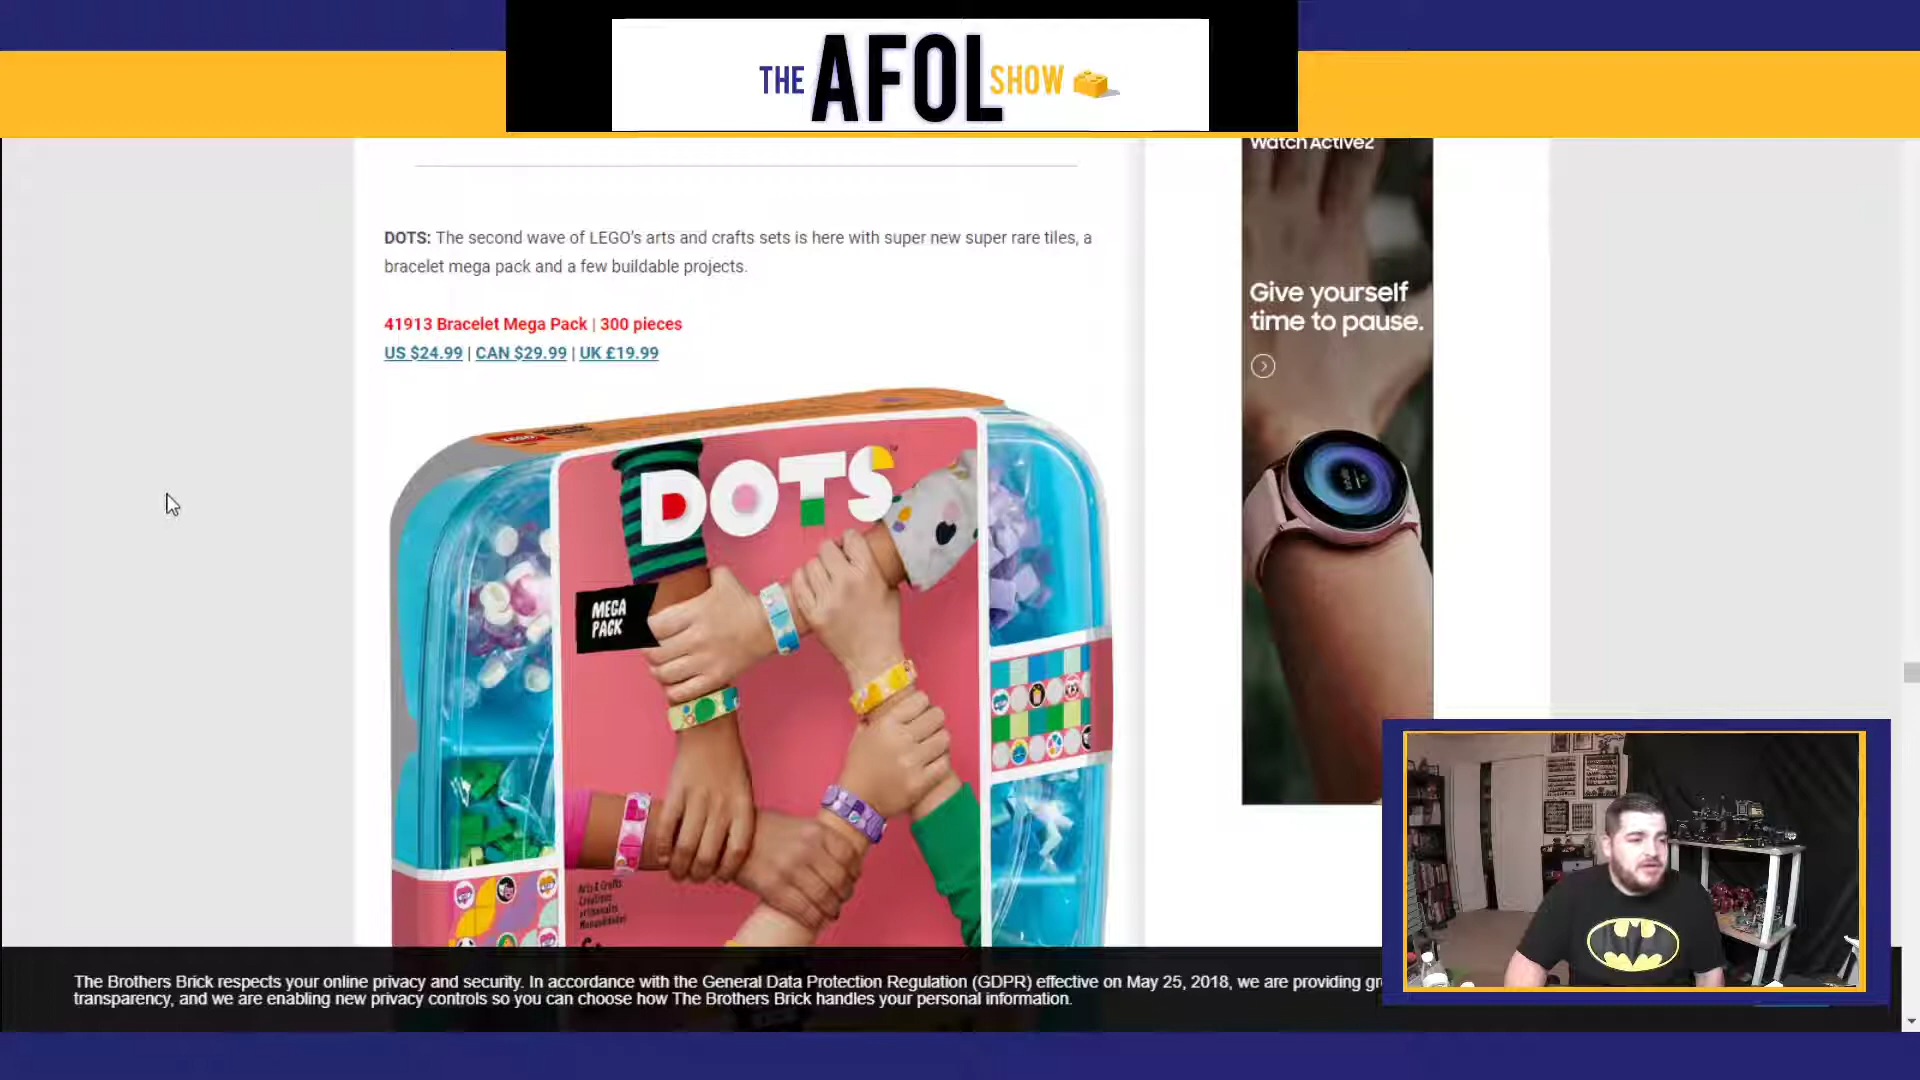 THE AFOL SHOW
Watch Active2
DOTS: The second wave of LEGO's arts and crafts sets is here with super new super rare tiles, a
bracelet mega pack and a few buildable projects.
41913 Bracelet Mega Pack | 300 pieces
US $24.99 | CAN $29.99 | UK £19.99
Give yourself
time to pause.
LEGO
DOTS
MEGA
PACK
Arts & Crafts
Créations
The Brothers Brick respects your online privacy and security. In accordance with the General Data Protection Regulation (GDPR) effective on May 25, 2018, we are providing
transparency, and we are enabling new privacy controls so you can choose how The Brothers Brick handles your personal information.